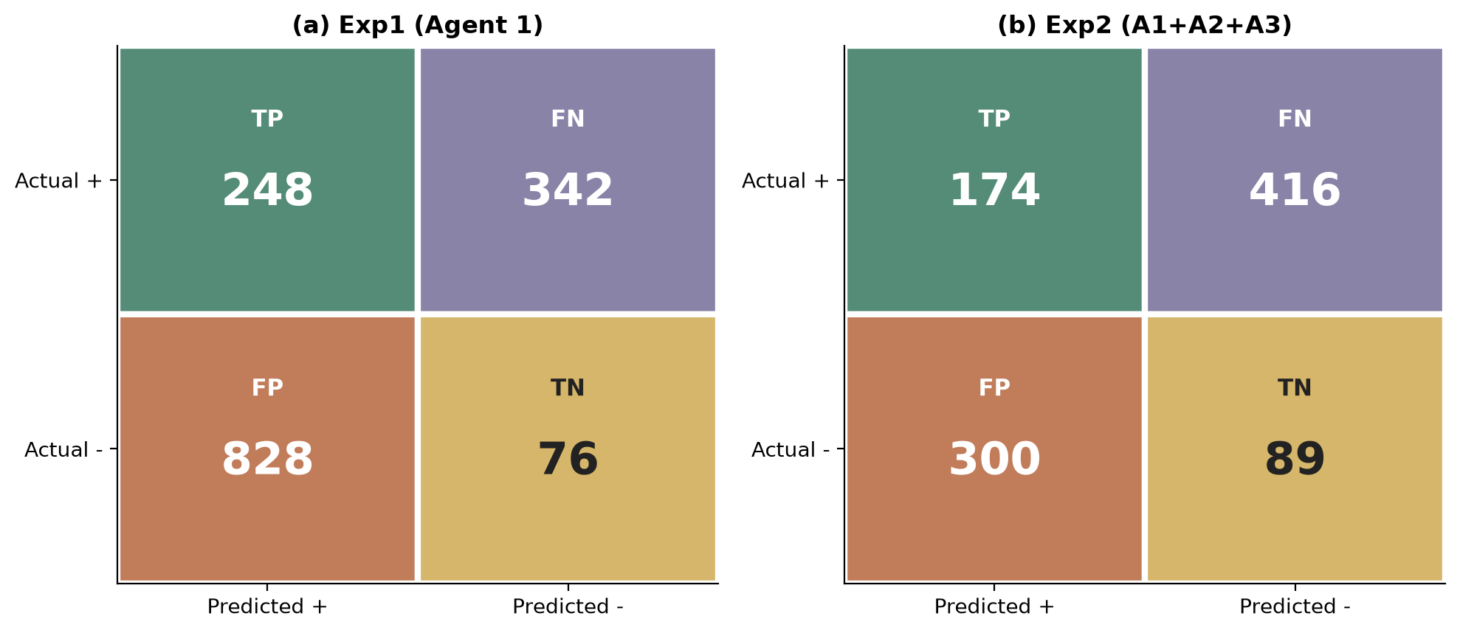 (a) Exp1 (Agent 1)
TP
FN
Actual +
248
342
FP
TN
Actual -
828
76
Predicted +
Predicted -
(b) Exp2 (A1+A2+A3)
TP
FN
Actual +
174
416
FP
TN
Actual -
300
89
Predicted +
Predicted -